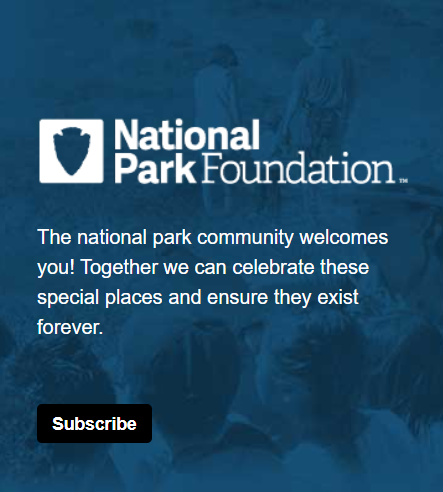 National
Park Foundation™
The national park community welcomes
you! Together we can celebrate these
special places and ensure they exist
forever.
Subscribe